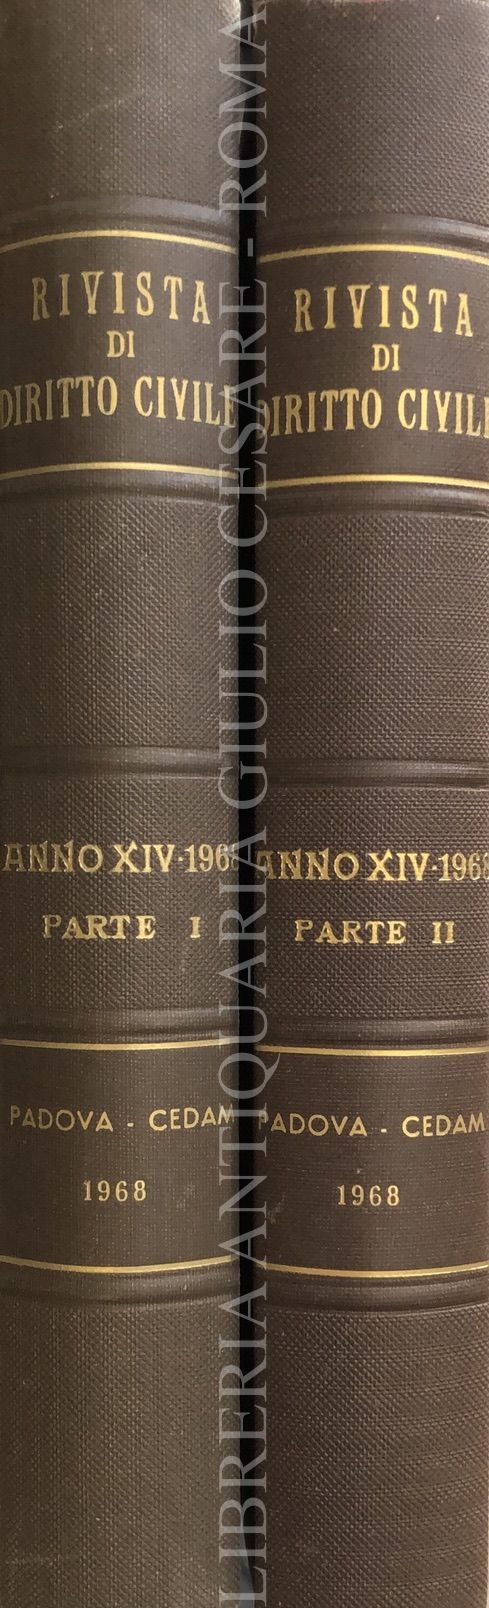 RIVISTA
DI
DIRITTO CIVILE
ANNO XIV-1968
PARTE I
PADOVA - CEDAM
1968
RIVISTA
DI
DIRITTO CIVILE
ANNO XIV-1968
PARTE II
PADOVA - CEDAM
1968
LIBRERIA ANTIQUARIA GIULIO CESARE - ROMA